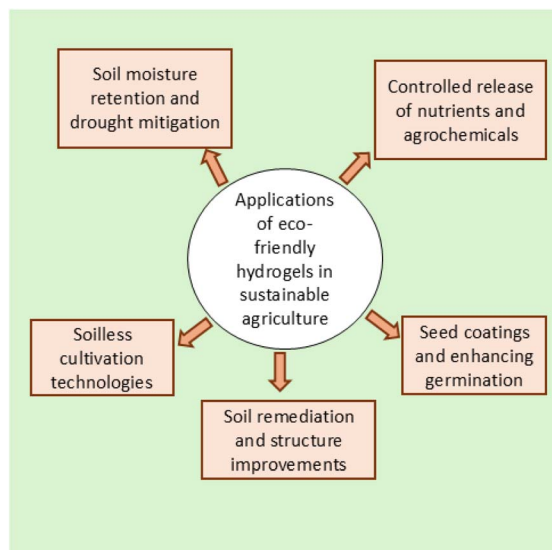 Soil moisture
retention and
drought mitigation
Controlled release
of nutrients and
agrochemicals
Applications
of eco-
friendly
hydrogels in
sustainable
agriculture
Soilless
cultivation
technologies
Seed coatings
and enhancing
germination
Soil remediation
and structure
improvements